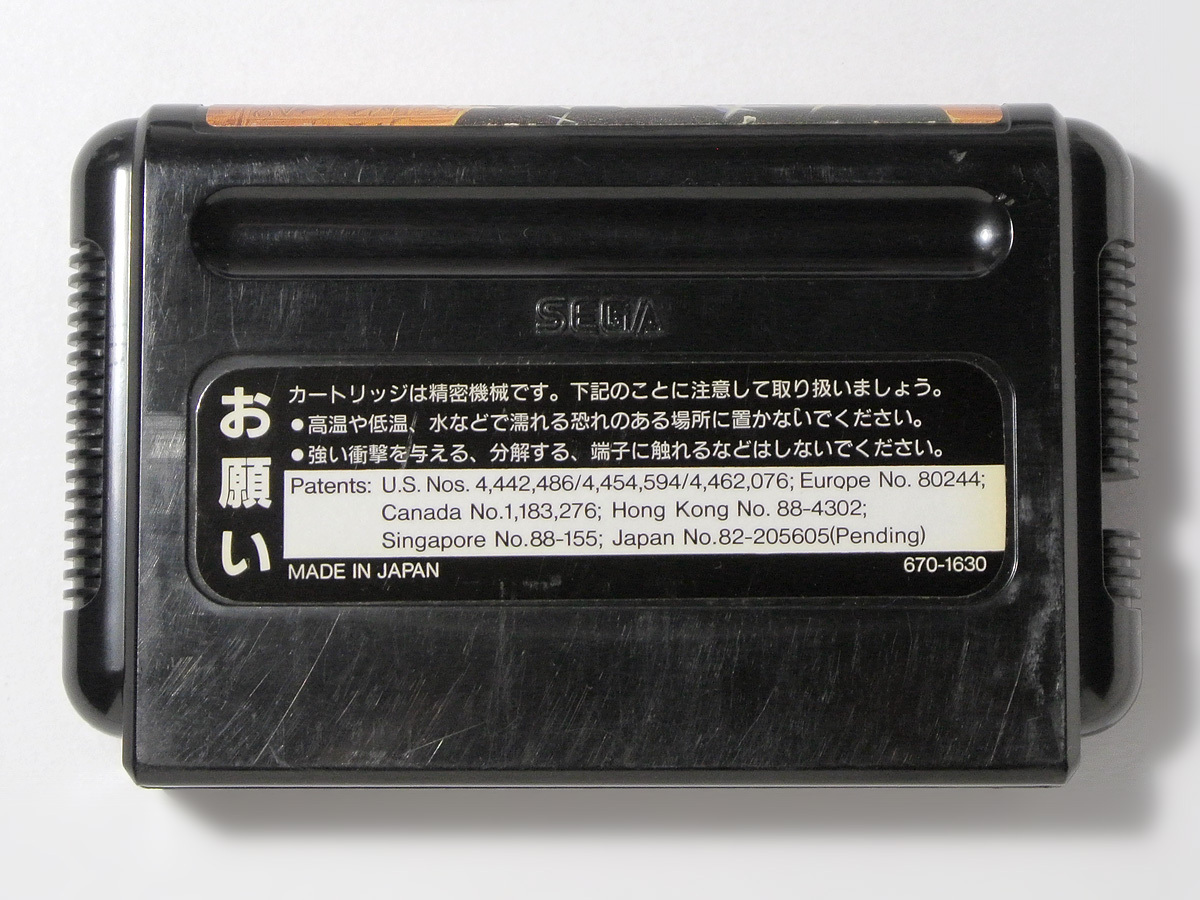 SEGA
お願い
カートリッジは精密機械です。下記のことに注意して取り扱いましょう。
●高温や低温、水などで濡れる恐れのある場所に置かないでください。
●強い衝撃を与える、分解する、端子に触れるなどはしないでください。
Patents: U.S. Nos. 4,442,486/4,454,594/4,462,076; Europe No. 80244;
Canada No.1,183,276; Hong Kong No. 88-4302;
Singapore No.88-155; Japan No.82-205605(Pending)
MADE IN JAPAN
670-1630